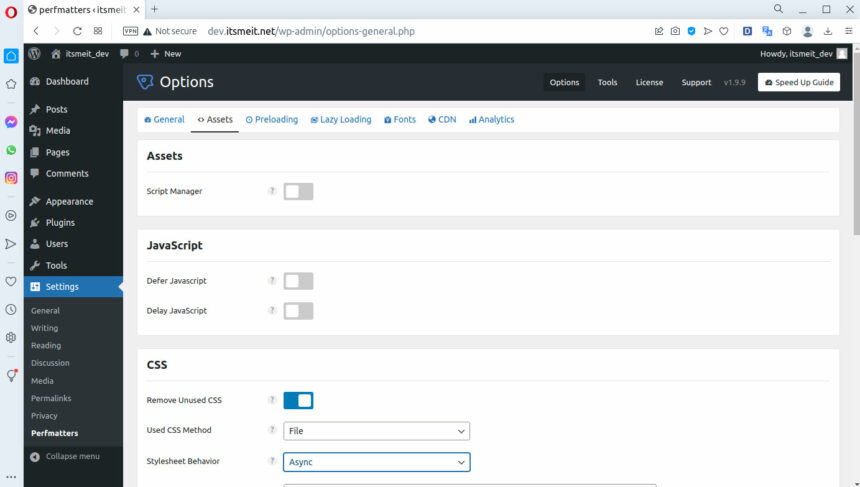 perfmatters ‹ itsmeit
VPN Not secure dev.itsmeit.net/wp-admin/options-general.php
itsmeit_dev 0 + New Howdy, itsmeit_dev
Dashboard
Posts
Media
Pages
Comments
Appearance
Plugins
Users
Tools
Settings
General
Writing
Reading
Discussion
Media
Permalinks
Privacy
Perfmatters
Collapse menu
Options
Options Tools License Support v1.9.9 Speed Up Guide
General Assets Preloading Lazy Loading Fonts CDN Analytics
Assets
Script Manager ?
JavaScript
Defer Javascript ?
Delay JavaScript ?
CSS
Remove Unused CSS ?
Used CSS Method ? File
Stylesheet Behavior ? Async